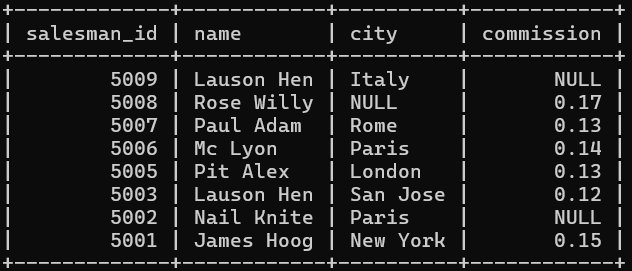 +-------------+------------+----------+------------+
| salesman_id | name       | city     | commission |
+-------------+------------+----------+------------+
|        5009 | Lauson Hen | Italy    |       NULL |
|        5008 | Rose Willy | NULL     |       0.17 |
|        5007 | Paul Adam  | Rome     |       0.13 |
|        5006 | Mc Lyon    | Paris    |       0.14 |
|        5005 | Pit Alex   | London   |       0.13 |
|        5003 | Lauson Hen | San Jose |       0.12 |
|        5002 | Nail Knite | Paris    |       NULL |
|        5001 | James Hoog | New York |       0.15 |
+-------------+------------+----------+------------+